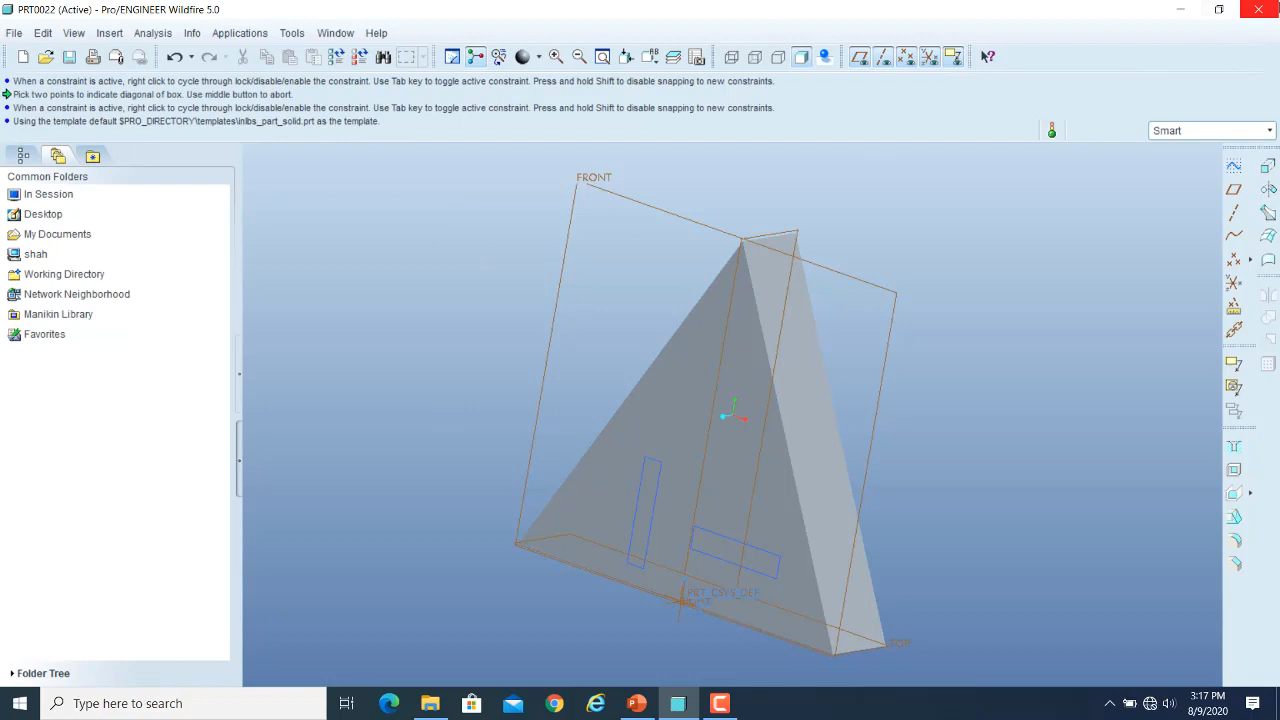 PRT0022 (Active) - Pro/ENGINEER Wildfire 5.0
File Edit View Insert Analysis Info Applications Tools Window Help
When a constraint is active, right click to cycle through lock/disable/enable the constraint. Use Tab key to toggle active constraint. Press and hold Shift to disable snapping to new constraints.
Pick two points to indicate diagonal of box. Use middle button to abort.
When a constraint is active, right click to cycle through lock/disable/enable the constraint. Use Tab key to toggle active constraint. Press and hold Shift to disable snapping to new constraints.
Using the template default $PRO_DIRECTORY\templates\inlbs_part_solid.prt as the template.
Smart
Common Folders
In Session
Desktop
My Documents
shah
Working Directory
Network Neighborhood
Manikin Library
Favorites
FRONT
PRT_CSYS_DEF
TOP
Folder Tree
Type here to search
3:17 PM
8/9/2020